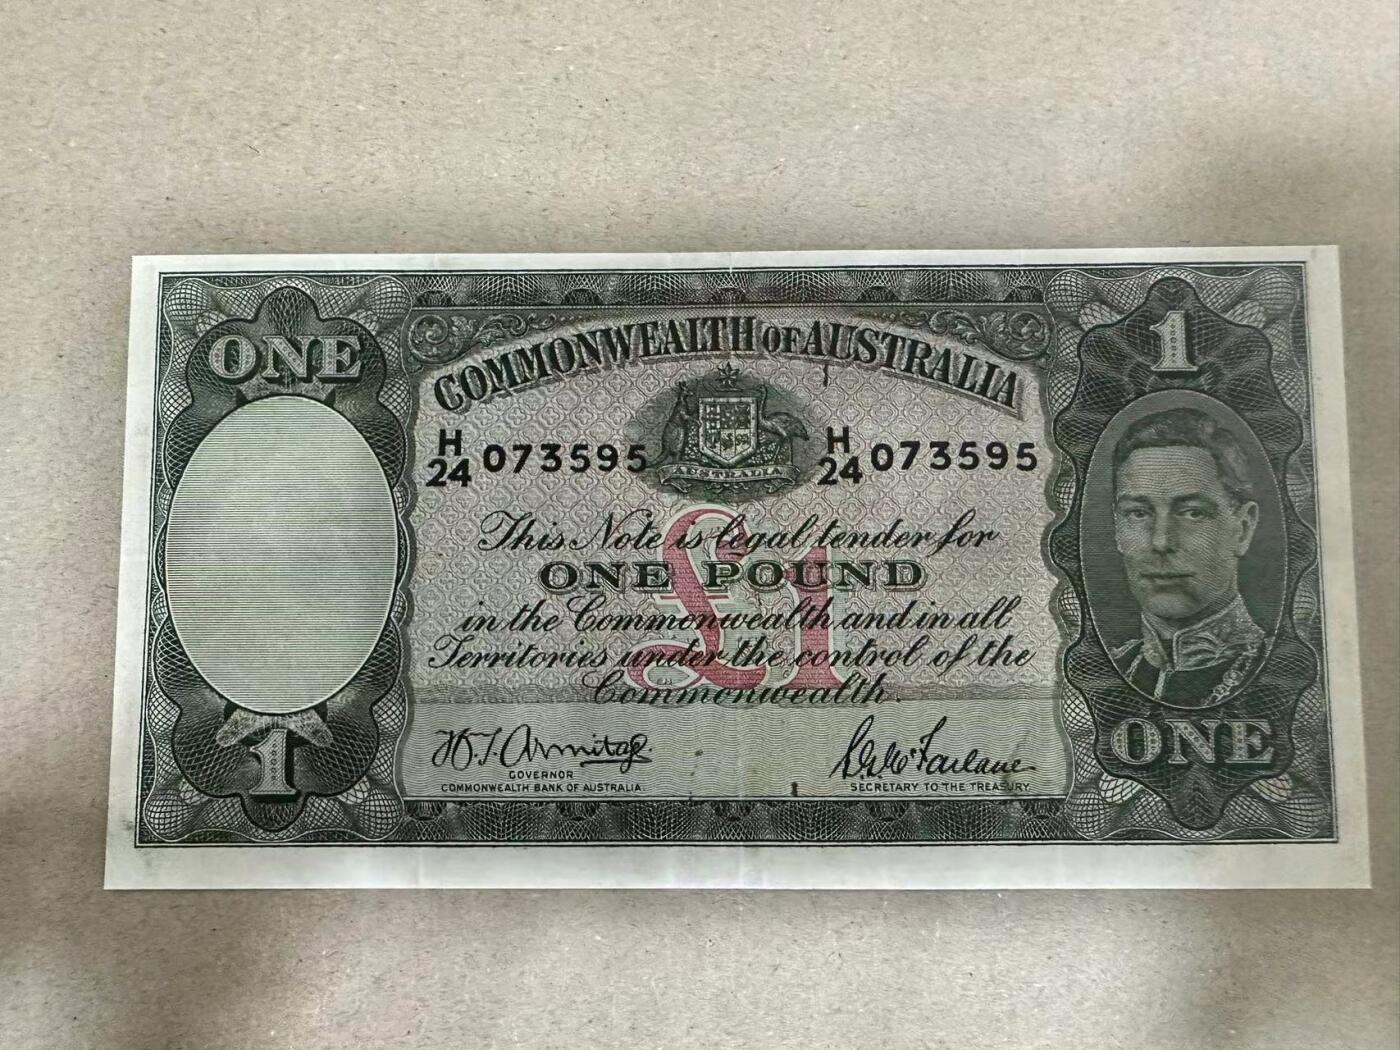 ONE
1
COMMONWEALTH OF AUSTRALIA
H/24 073595
H/24 073595
AUSTRALIA
This Note is legal tender for
ONE POUND
£1
in the Commonwealth and in all
Territories under the control of the
Commonwealth.
H.T. Armitage.
GOVERNOR
COMMONWEALTH BANK OF AUSTRALIA.
S.G. McFarlane
SECRETARY TO THE TREASURY.
1
ONE